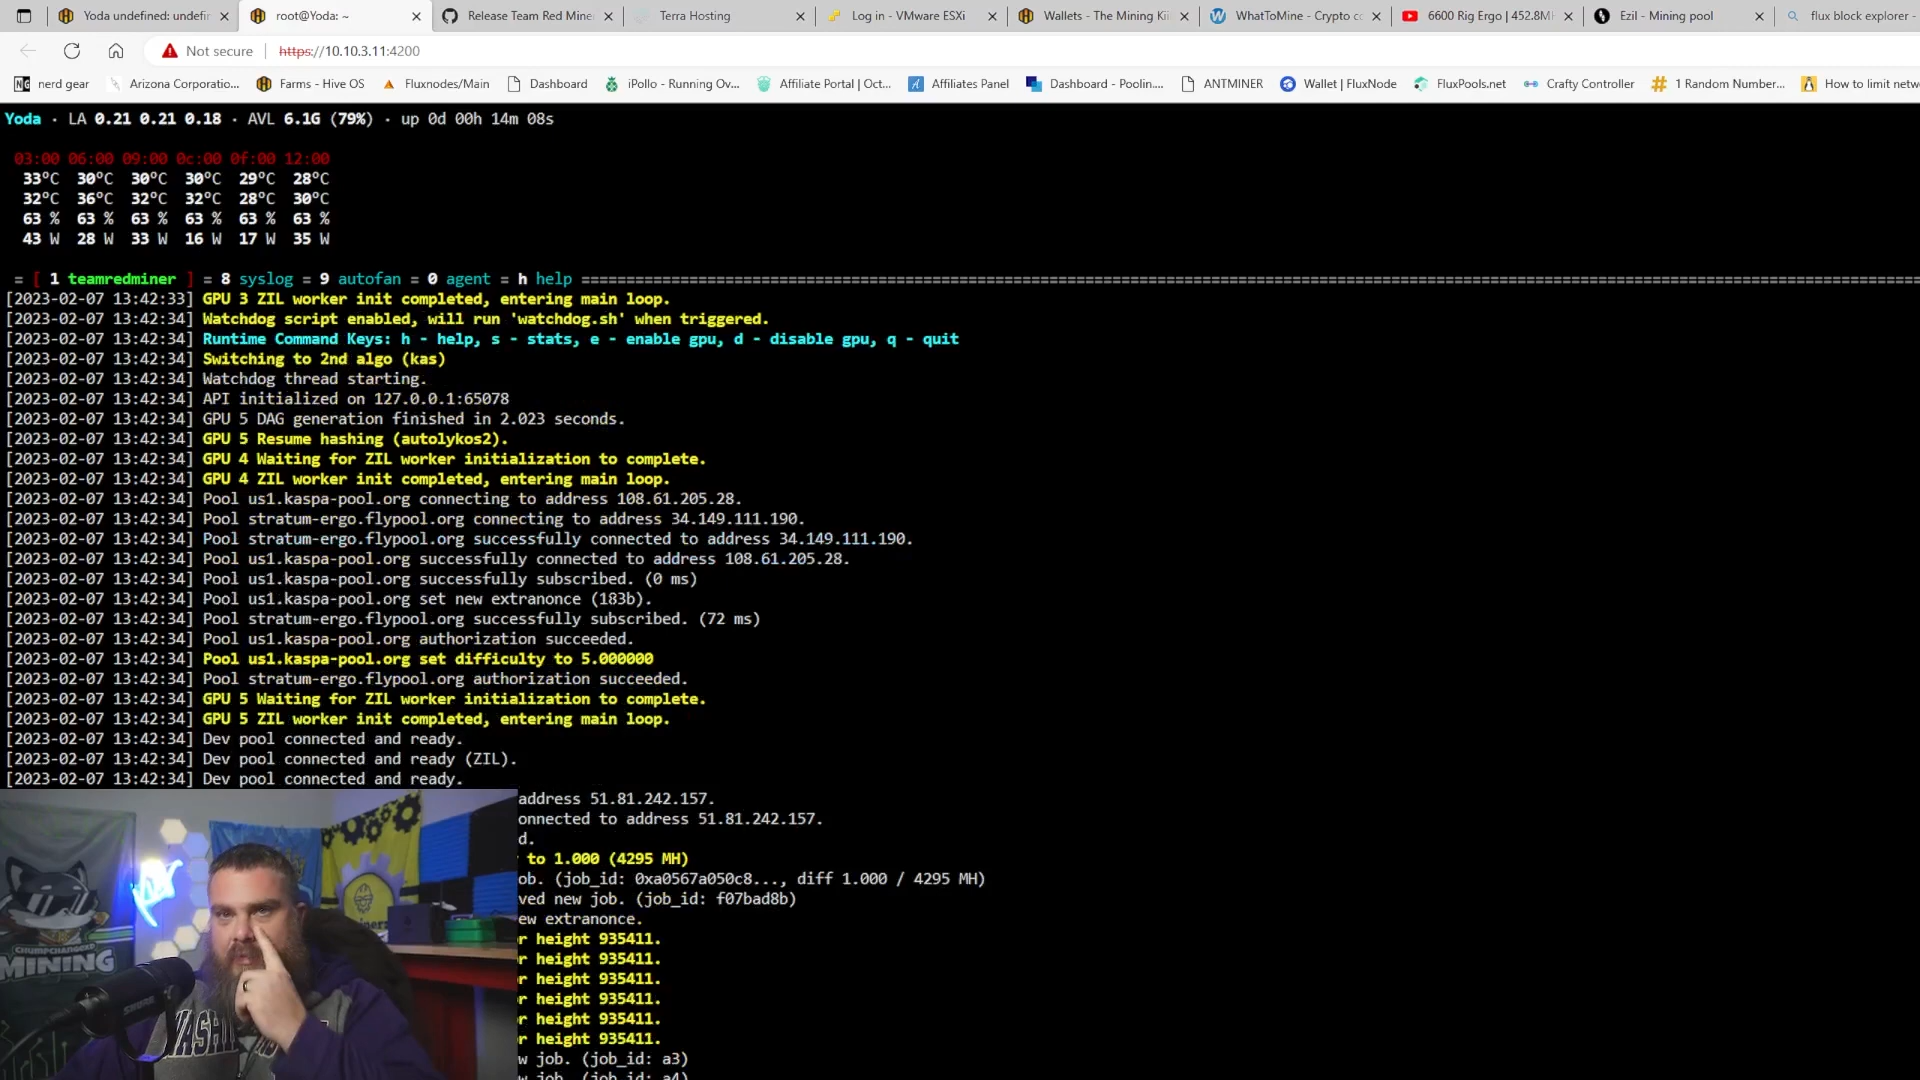 Yoda undefined: undefir
root@Yoda: ~
Release Team Red Mine
Terra Hosting
Log in - VMware ESXi
Wallets - The Mining Ki
WhatToMine - Crypto co
6600 Rig Ergo | 452.8M
Ezil - Mining pool
flux block explorer -
Not secure
https://10.10.3.11:4200
nerd gear
Arizona Corporatio...
Farms - Hive OS
Fluxnodes/Main
Dashboard
iPollo - Running Ov...
Affiliate Portal | Oct...
Affiliates Panel
Dashboard - Poolin....
ANTMINER
Wallet | FluxNode
FluxPools.net
Crafty Controller
1 Random Number...
How to limit netw
Yoda · LA 0.21 0.21 0.18 · AVL 6.1G (79%) · up 0d 00h 14m 08s
03:00 06:00 09:00 0c:00 0f:00 12:00
33°C 30°C 30°C 30°C 29°C 28°C
32°C 36°C 32°C 32°C 28°C 30°C
63 % 63 % 63 % 63 % 63 % 63 %
43 W 28 W 33 W 16 W 17 W 35 W
= [ 1 teamredminer ] = 8 syslog = 9 autofan = 0 agent = h help ====
[2023-02-07 13:42:33] GPU 3 ZIL worker init completed, entering main loop.
[2023-02-07 13:42:34] Watchdog script enabled, will run 'watchdog.sh' when triggered.
[2023-02-07 13:42:34] Runtime Command Keys: h - help, s - stats, e - enable gpu, d - disable gpu, q - quit
[2023-02-07 13:42:34] Switching to 2nd algo (kas)
[2023-02-07 13:42:34] Watchdog thread starting.
[2023-02-07 13:42:34] API initialized on 127.0.0.1:65078
[2023-02-07 13:42:34] GPU 5 DAG generation finished in 2.023 seconds.
[2023-02-07 13:42:34] GPU 5 Resume hashing (autolykos2).
[2023-02-07 13:42:34] GPU 4 Waiting for ZIL worker initialization to complete.
[2023-02-07 13:42:34] GPU 4 ZIL worker init completed, entering main loop.
[2023-02-07 13:42:34] Pool us1.kaspa-pool.org connecting to address 108.61.205.28.
[2023-02-07 13:42:34] Pool stratum-ergo.flypool.org connecting to address 34.149.111.190.
[2023-02-07 13:42:34] Pool stratum-ergo.flypool.org successfully connected to address 34.149.111.190.
[2023-02-07 13:42:34] Pool us1.kaspa-pool.org successfully connected to address 108.61.205.28.
[2023-02-07 13:42:34] Pool us1.kaspa-pool.org successfully subscribed. (0 ms)
[2023-02-07 13:42:34] Pool us1.kaspa-pool.org set new extranonce (183b).
[2023-02-07 13:42:34] Pool stratum-ergo.flypool.org successfully subscribed. (72 ms)
[2023-02-07 13:42:34] Pool us1.kaspa-pool.org authorization succeeded.
[2023-02-07 13:42:34] Pool us1.kaspa-pool.org set difficulty to 5.000000
[2023-02-07 13:42:34] Pool stratum-ergo.flypool.org authorization succeeded.
[2023-02-07 13:42:34] GPU 5 Waiting for ZIL worker initialization to complete.
[2023-02-07 13:42:34] GPU 5 ZIL worker init completed, entering main loop.
[2023-02-07 13:42:34] Dev pool connected and ready.
[2023-02-07 13:42:34] Dev pool connected and ready (ZIL).
[2023-02-07 13:42:34] Dev pool connected and ready.
address 51.81.242.157.
onnected to address 51.81.242.157.
d.
to 1.000 (4295 MH)
ob. (job_id: 0xa0567a050c8..., diff 1.000 / 4295 MH)
ved new job. (job_id: f07bad8b)
ew extranonce.
r height 935411.
r height 935411.
r height 935411.
r height 935411.
r height 935411.
r height 935411.
w job. (job_id: a3)
w job. (job_id: a4)
CHUMPCHANGEXD
MINING
SHURE
WASHI